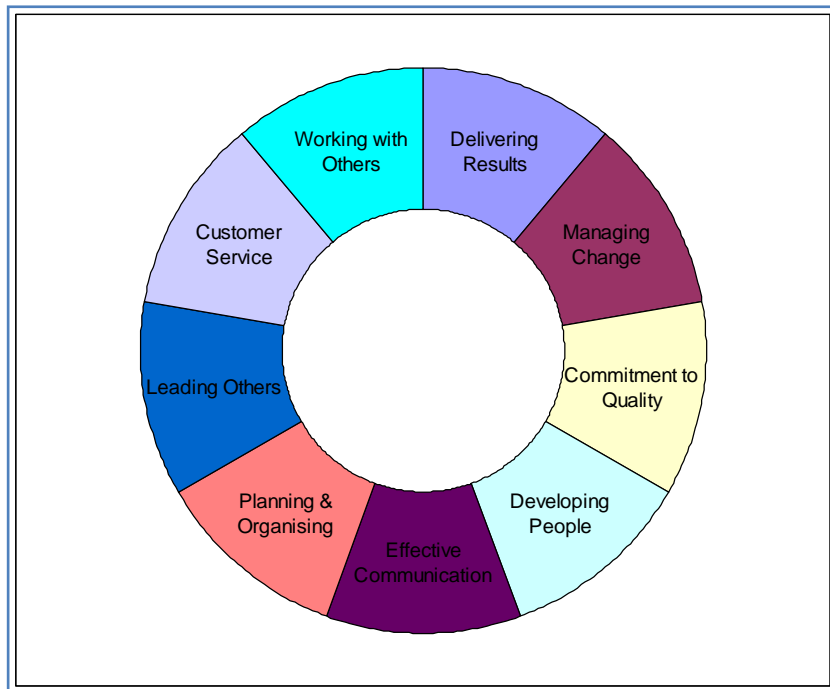 Working with
Others
Delivering
Results
Managing
Change
Commitment to
Quality
Developing
People
Effective
Communication
Planning &
Organising
Leading Others
Customer
Service